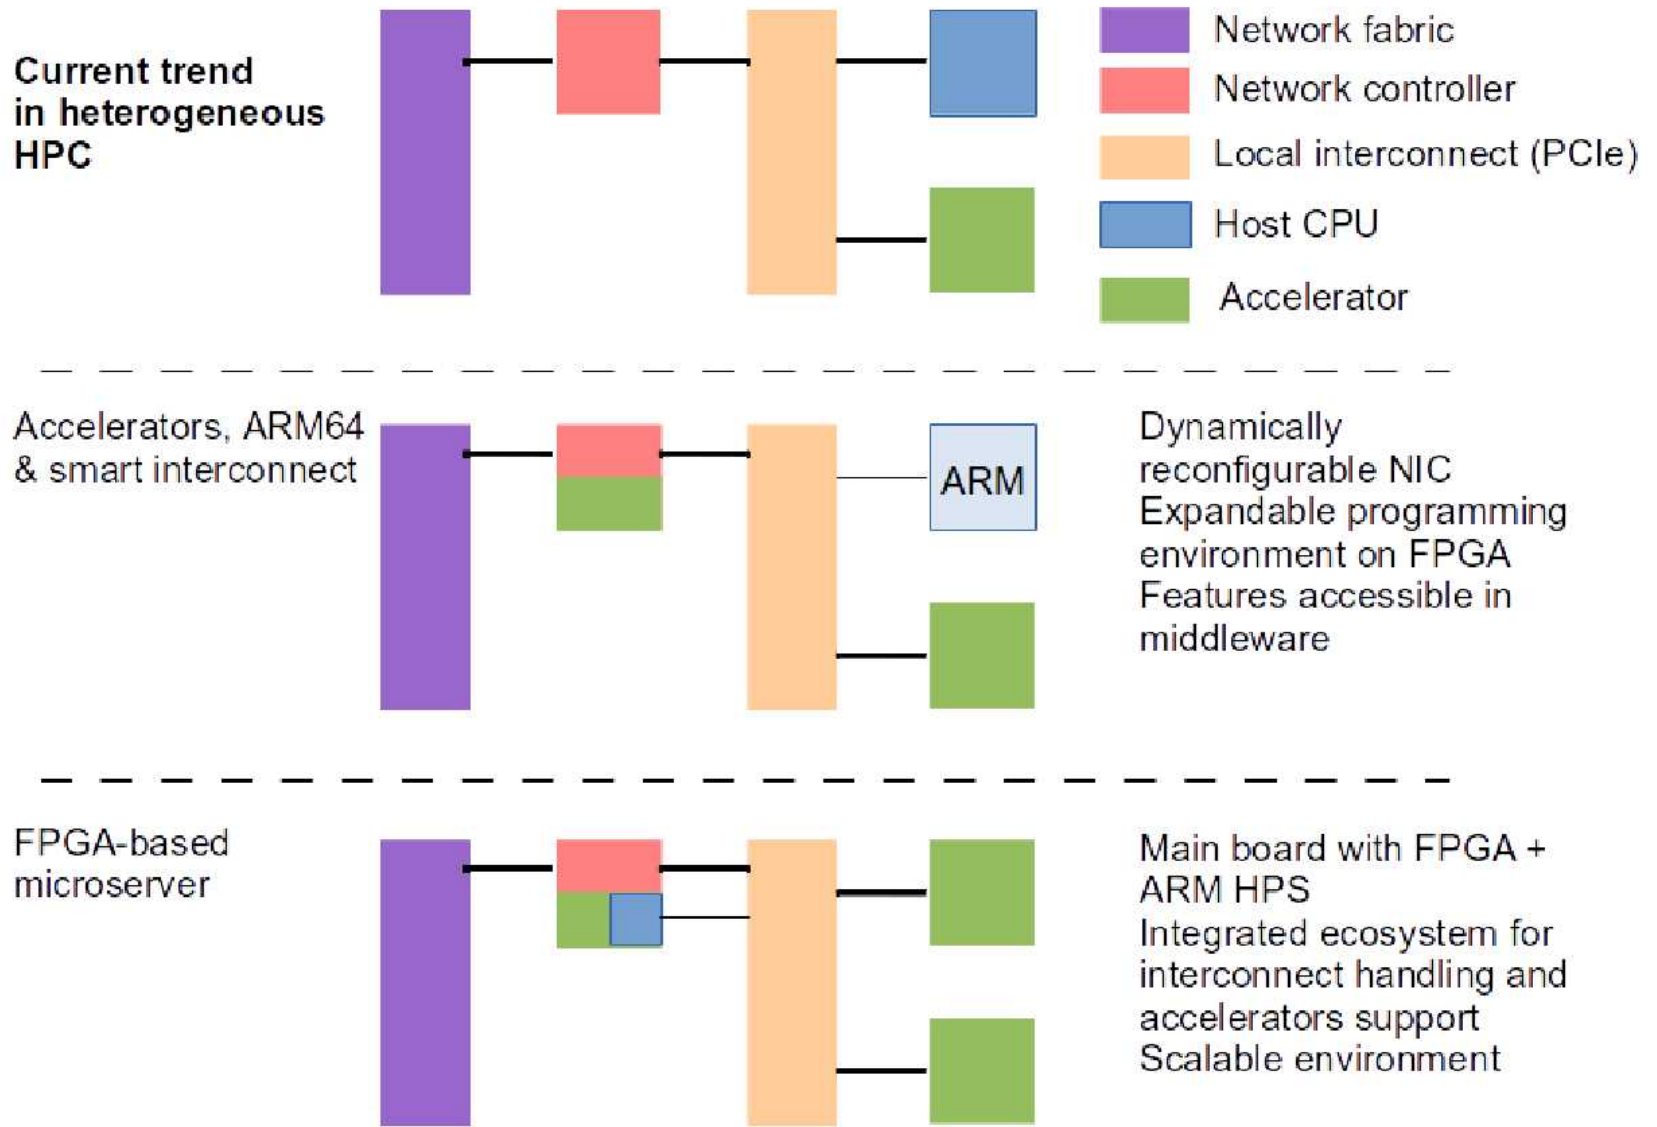 Current trend
in heterogeneous
HPC
Network fabric
Network controller
Local interconnect (PCIe)
Host CPU
Accelerator
Accelerators, ARM64
& smart interconnect
ARM
Dynamically
reconfigurable NIC
Expandable programming
environment on FPGA
Features accessible in
middleware
FPGA-based
microserver
Main board with FPGA +
ARM HPS
Integrated ecosystem for
interconnect handling and
accelerators support
Scalable environment